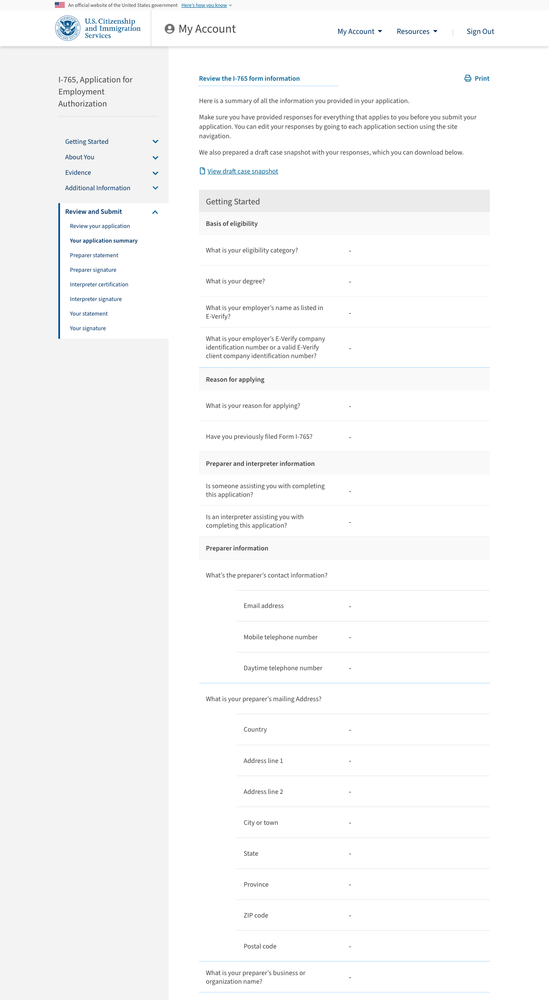 An official website of the United States government Here's how you know
U.S. Citizenship
and Immigration
Services
My Account
My Account
Resources
Sign Out
I-765, Application for
Employment
Authorization
Getting Started
About You
Evidence
Additional Information
Review and Submit
Review your application
Your application summary
Preparer statement
Preparer signature
Interpreter certification
Interpreter signature
Your statement
Your signature
Review the I-765 form information
Print
Here is a summary of all the information you provided in your application.
Make sure you have provided responses for everything that applies to you before you submit your
application. You can edit your responses by going to each application section using the site
navigation.
We also prepared a draft case snapshot with your responses, which you can download below.
View draft case snapshot
Getting Started
Basis of eligibility
What is your eligibility category? -
What is your degree? -
What is your employer’s name as listed in
E-Verify? -
What is your employer’s E-Verify company
identification number or a valid E-Verify
client company identification number? -
Reason for applying
What is your reason for applying? -
Have you previously filed Form I-765? -
Preparer and interpreter information
Is someone assisting you with completing
this application? -
Is an interpreter assisting you with
completing this application? -
Preparer information
What’s the preparer’s contact information?
Email address -
Mobile telephone number -
Daytime telephone number -
What is your preparer’s mailing Address?
Country -
Address line 1 -
Address line 2 -
City or town -
State -
Province -
ZIP code -
Postal code -
What is your preparer’s business or
organization name? -